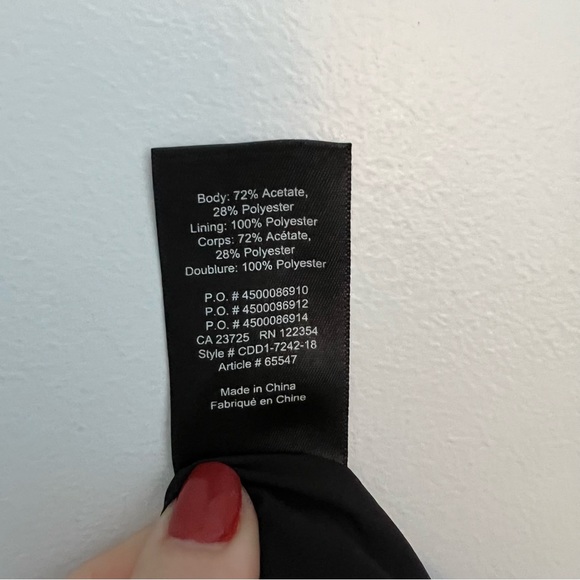 Body: 72% Acetate,
28% Polyester
Lining: 100% Polyester
Corps: 72% Acétate,
28% Polyester
Doublure: 100% Polyester
P.O. # 4500086910
P.O. # 4500086912
P.O. # 4500086914
CA 23725 RN 122354
Style # CDD1-7242-18
Article # 65547
Made in China
Fabriqué en Chine